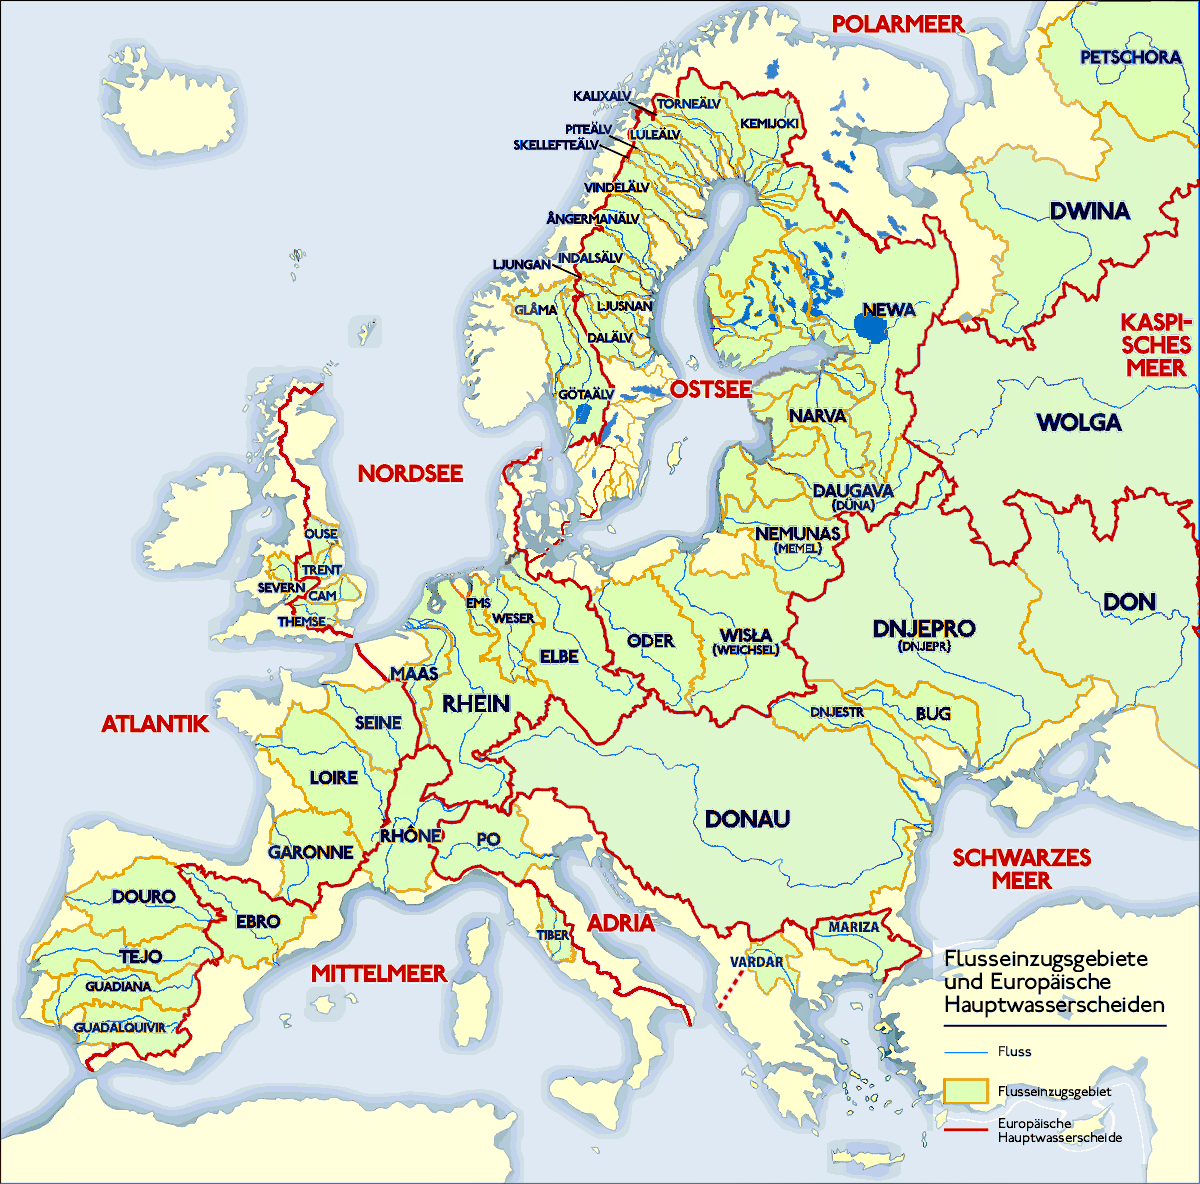 POLARMEER
PETSCHORA
KALIXÄLV
TORNEÄLV
KEMIJOKI
PITEÄLV
LULEÄLV
SKELLEFTEÄLV
VINDELÄLV
DWINA
ÅNGERMANÄLV
INDALSÄLV
LJUNGAN
GLÅMA
LJUSNAN
NEWA
KASPI-
SCHES
MEER
DALÄLV
OSTSEE
GÖTAÄLV
NARVA
WOLGA
NORDSEE
DAUGAVA
(DÜNA)
OUSE
NEMUNAS
(MEMEL)
TRENT
SEVERN
CAM
EMS
WESER
DON
THEMSE
DNJEPRO
(DNJEPR)
ODER
WISŁA
(WEICHSEL)
ELBE
MAAS
RHEIN
ATLANTIK
SEINE
DNJESTR
BUG
LOIRE
DONAU
RHÔNE
PO
GARONNE
SCHWARZES
MEER
DOURO
EBRO
ADRIA
MARIZA
TIBER
TEJO
VARDAR
MITTELMEER
GUADIANA
GUADALQUIVIR
Flusseinzugsgebiete
und Europäische
Hauptwasserscheiden
Fluss
Flusseinzugsgebiet
Europäische
Hauptwasserscheide